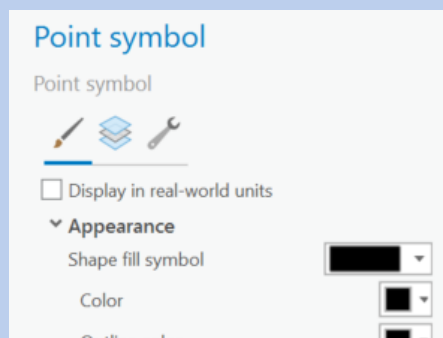 Point symbol
Point symbol
Display in real-world units
Appearance
Shape fill symbol
Color